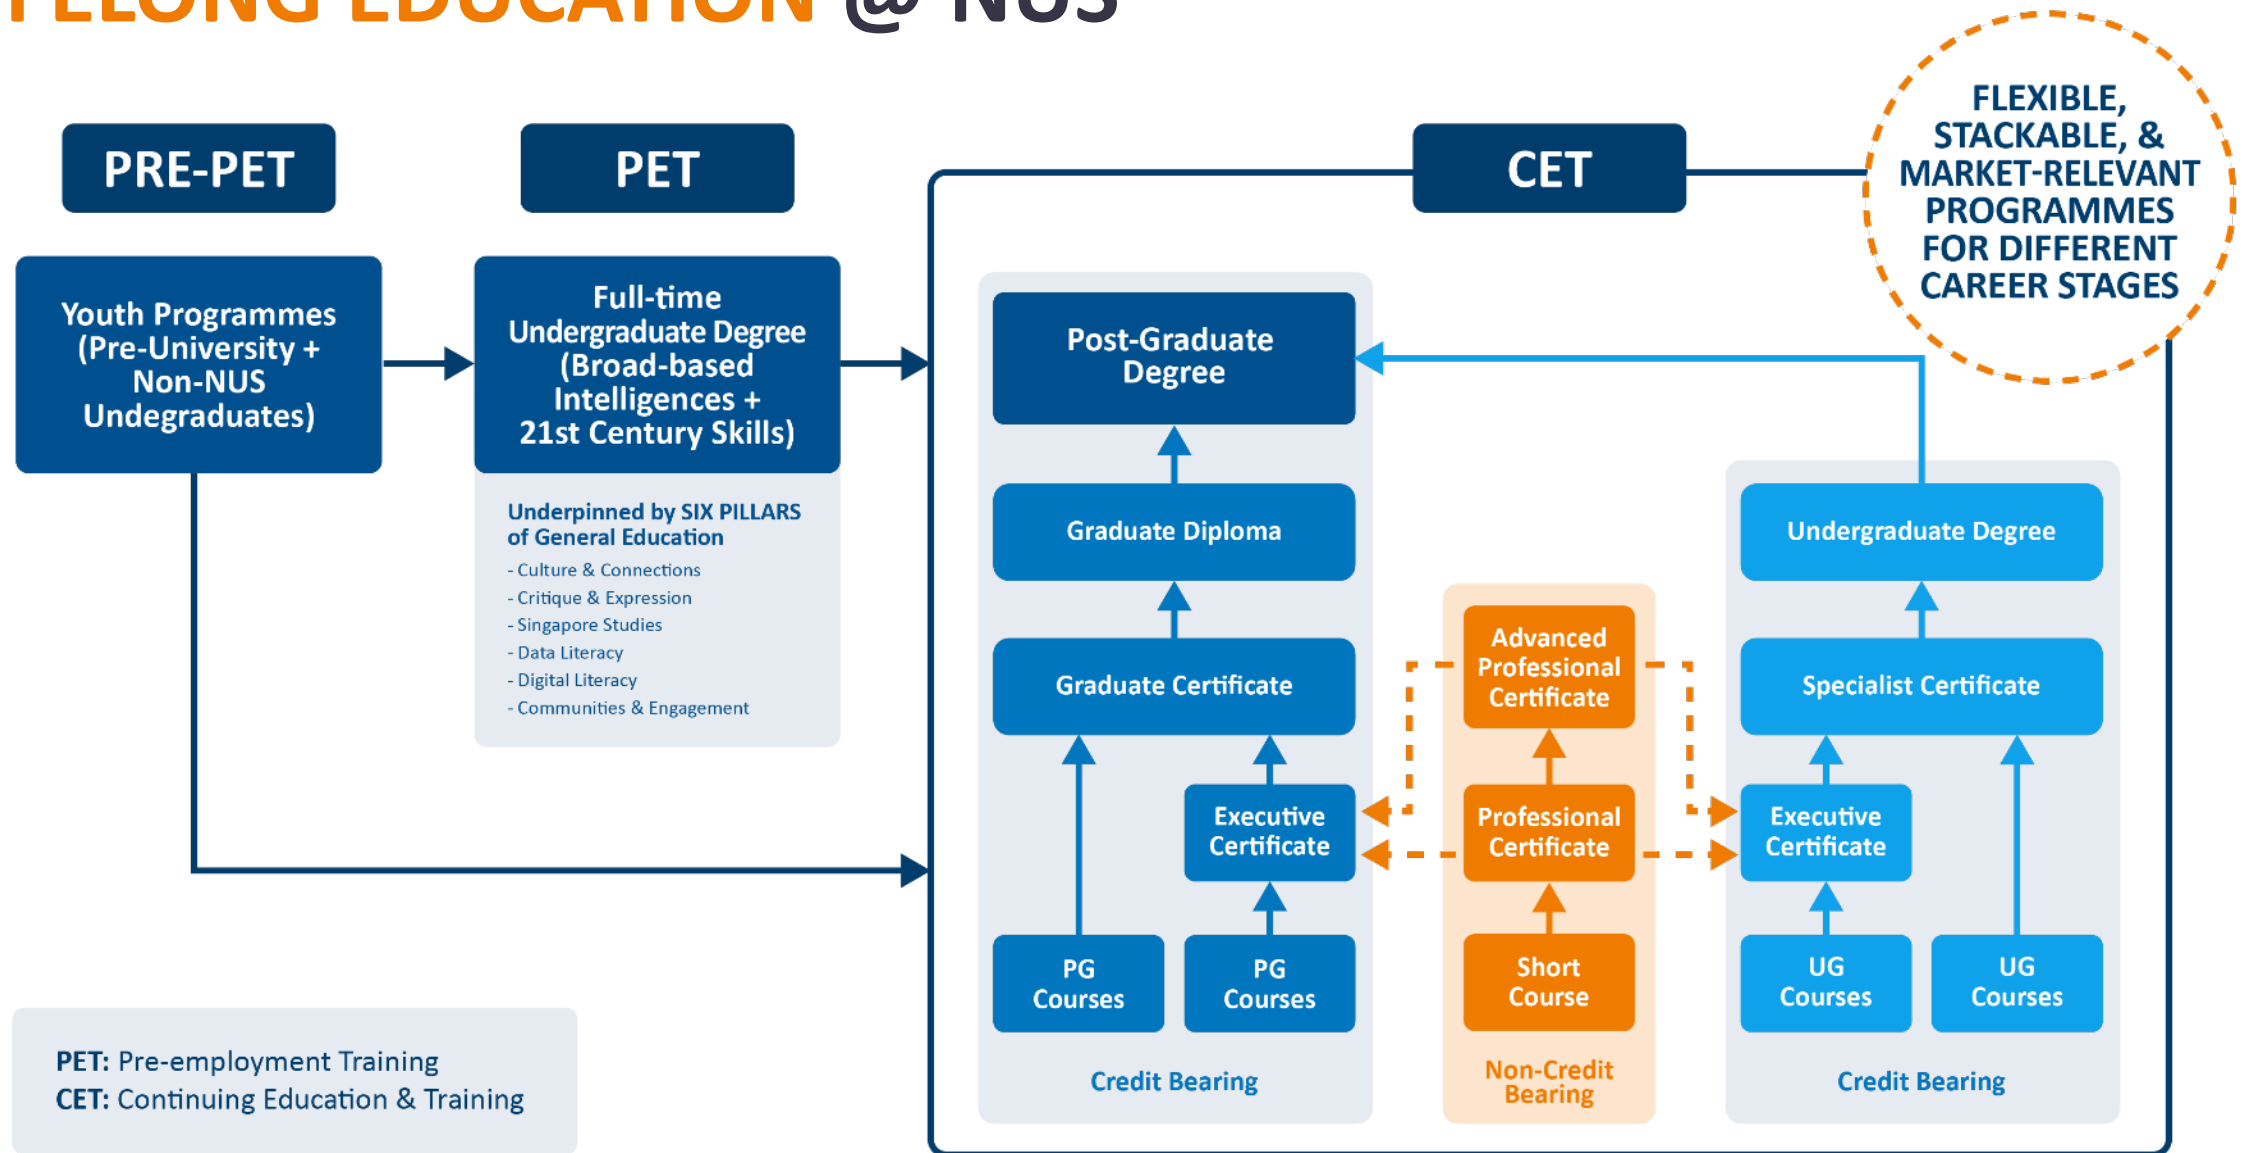 EDUCATION @ NUS
PRE-PET
PET
CET
FLEXIBLE,
STACKABLE, &
MARKET-RELEVANT
PROGRAMMES
FOR DIFFERENT
CAREER STAGES
Youth Programmes
(Pre-University +
Non-NUS
Undegraduates)
Full-time
Undergraduate Degree
(Broad-based
Intelligences +
21st Century Skills)
Underpinned by SIX PILLARS
of General Education
- Culture & Connections
- Critique & Expression
- Singapore Studies
- Data Literacy
- Digital Literacy
- Communities & Engagement
Post-Graduate
Degree
Graduate Diploma
Graduate Certificate
Executive
Certificate
PG
Courses
PG
Courses
Credit Bearing
Advanced
Professional
Certificate
Professional
Certificate
Short
Course
Non-Credit
Bearing
Undergraduate Degree
Specialist Certificate
Executive
Certificate
UG
Courses
UG
Courses
Credit Bearing
PET: Pre-employment Training
CET: Continuing Education & Training